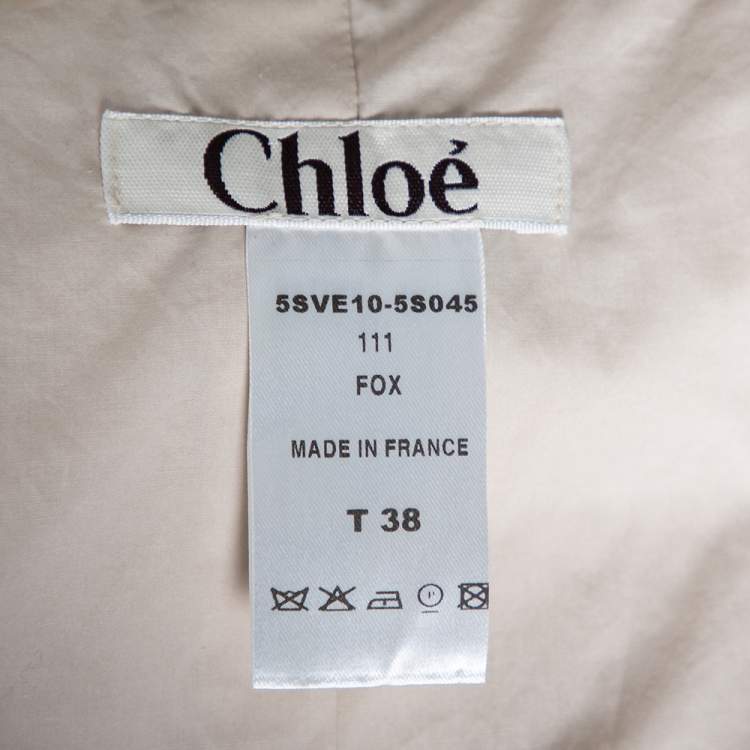 Chloé
5SVE10-5S045
111
FOX
MADE IN FRANCE
T 38
P